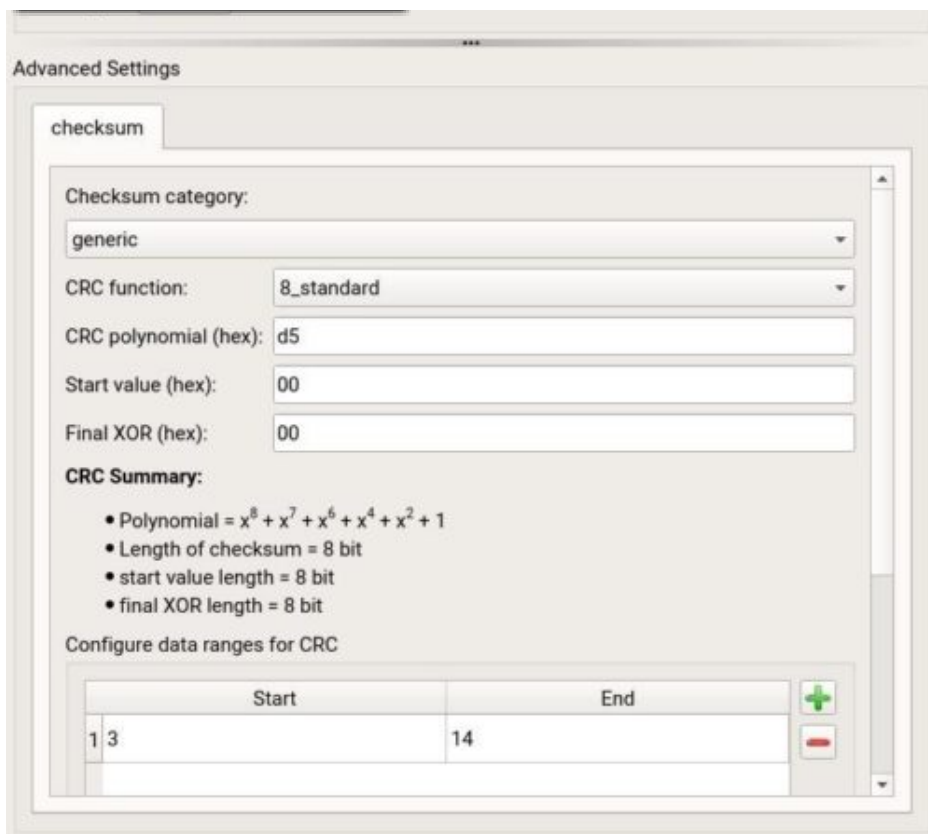 Advanced Settings
checksum
Checksum category:
generic
CRC function: 8_standard
CRC polynomial (hex): d5
Start value (hex): 00
Final XOR (hex): 00
CRC Summary:
• Polynomial = x⁸ + x⁷ + x⁶ + x⁴ + x² + 1
• Length of checksum = 8 bit
• start value length = 8 bit
• final XOR length = 8 bit
Configure data ranges for CRC
Start End
1 3 14